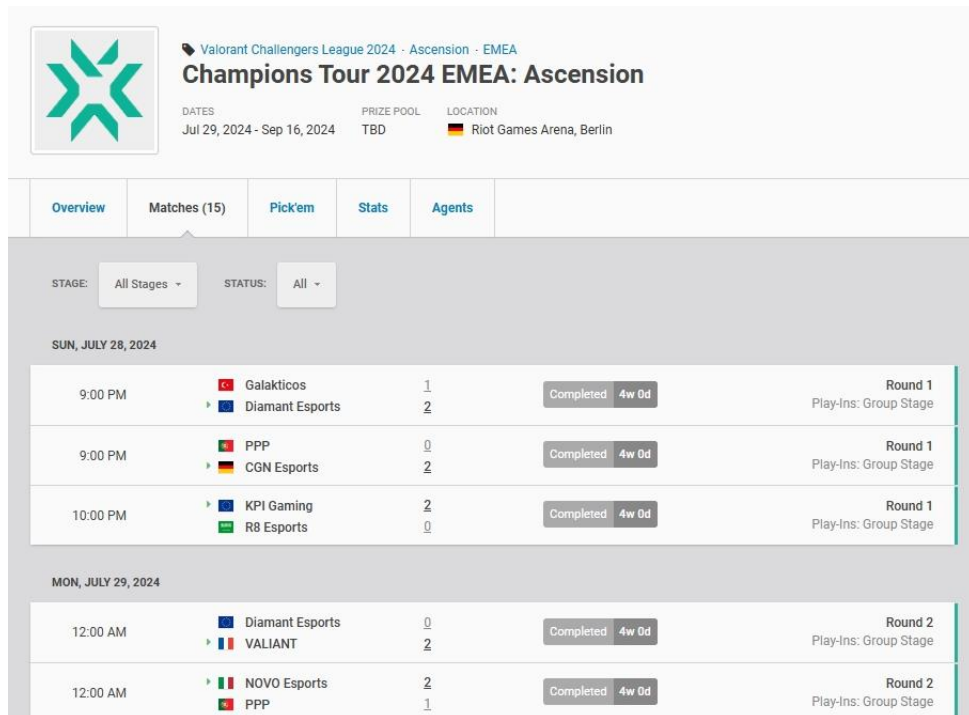 Valorant Challengers League 2024 · Ascension · EMEA
Champions Tour 2024 EMEA: Ascension
DATES PRIZE POOL LOCATION
Jul 29, 2024 - Sep 16, 2024 TBD Riot Games Arena, Berlin
Overview Matches (15) Pick'em Stats Agents
STAGE: All Stages STATUS: All
SUN, JULY 28, 2024
Galakticos 1 Round 1
9:00 PM Completed 4w 0d
Diamant Esports 2 Play-Ins: Group Stage
PPP 0 Round 1
9:00 PM Completed 4w 0d
CGN Esports 2 Play-Ins: Group Stage
KPI Gaming 2 Round 1
10:00 PM Completed 4w 0d
R8 Esports 0 Play-Ins: Group Stage
MON, JULY 29, 2024
Diamant Esports 0 Round 2
12:00 AM Completed 4w 0d
VALIANT 2 Play-Ins: Group Stage
NOVO Esports 2 Round 2
12:00 AM Completed 4w 0d
PPP 1 Play-Ins: Group Stage